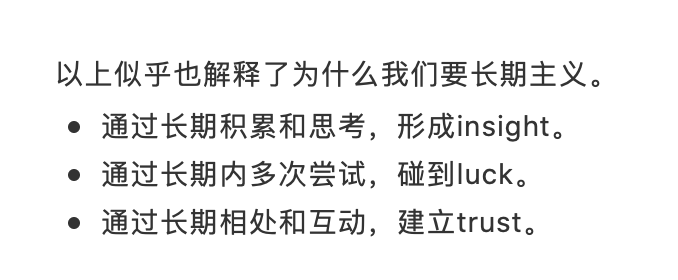 以上似乎也解释了为什么我们要长期主义。
• 通过长期积累和思考，形成insight。
• 通过长期内多次尝试，碰到luck。
• 通过长期相处和互动，建立trust。